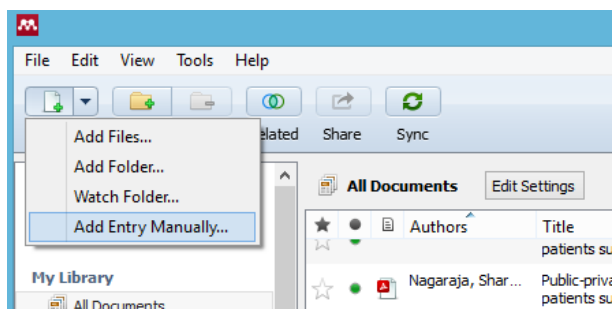 File Edit View Tools Help
Related Share Sync
Add Files...
Add Folder...
Watch Folder...
Add Entry Manually...
All Documents Edit Settings
Authors Title
patients su
Nagaraja, Shar... Public-priva
patients su
My Library
All Documents